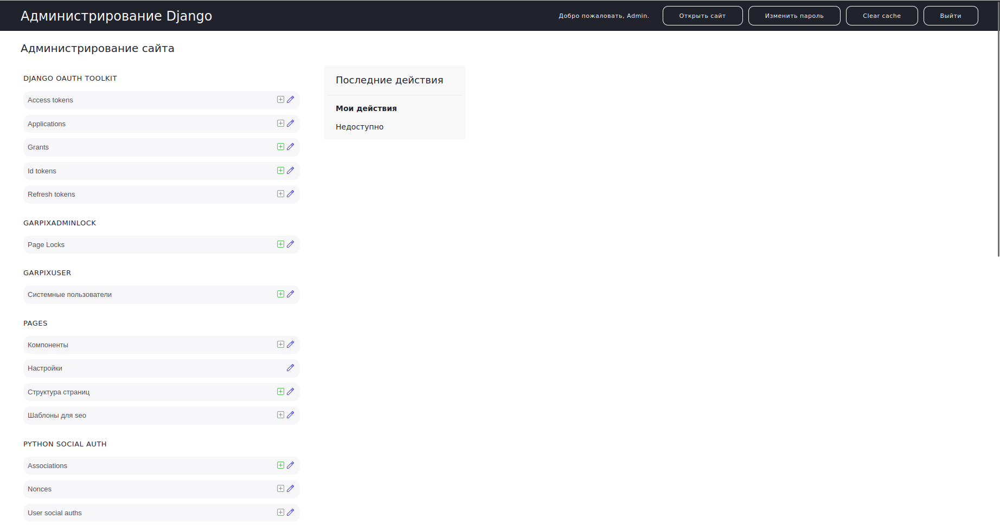 Администрирование Django
Добро пожаловать, Admin. Открыть сайт Изменить пароль Clear cache Выйти
Администрирование сайта
DJANGO OAUTH TOOLKIT
Access tokens
Applications
Grants
Id tokens
Refresh tokens
GARPIXADMINLOCK
Page Locks
GARPIXUSER
Системные пользователи
PAGES
Компоненты
Настройки
Структура страниц
Шаблоны для seo
PYTHON SOCIAL AUTH
Associations
Nonces
User social auths
Последние действия
Мои действия
Недоступно